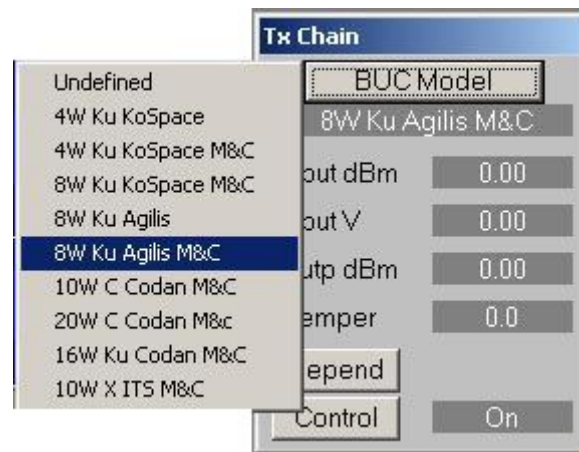 Tx Chain
BUC Model
8W Ku Agilis M&C
Undefined
4W Ku KoSpace
4W Ku KoSpace M&C
8W Ku KoSpace M&C
8W Ku Agilis
8W Ku Agilis M&C
10W C Codan M&C
20W C Codan M&c
16W Ku Codan M&C
10W X ITS M&C
put dBm 0.00
put V 0.00
utp dBm 0.00
emper 0.0
epend
Control On